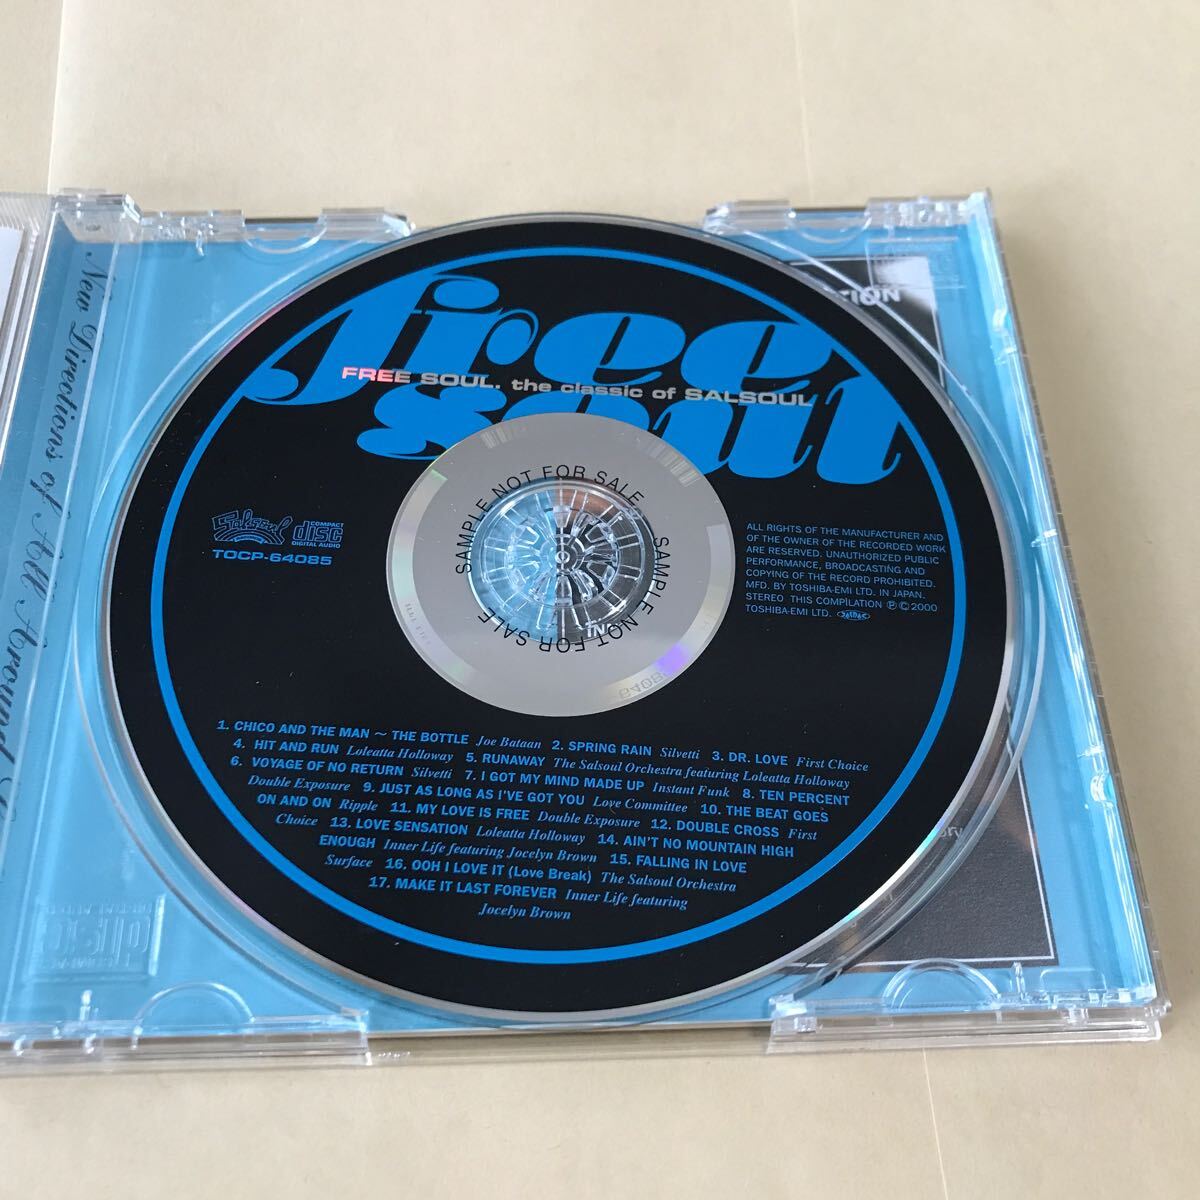 free
soul
FREE SOUL. the classic of SALSOUL
SAMPLE NOT FOR SALE
SAMPLE NOT FOR SALE
Salsoul
COMPACT
disc
DIGITAL AUDIO
TOCP-64085
ALL RIGHTS OF THE MANUFACTURER AND
OF THE OWNER OF THE RECORDED WORK
ARE RESERVED. UNAUTHORIZED PUBLIC
PERFORMANCE, BROADCASTING AND
COPYING OF THE RECORD PROHIBITED.
MFD. BY TOSHIBA-EMI LTD. IN JAPAN.
STEREO THIS COMPILATION ℗ © 2000
TOSHIBA-EMI LTD.
1. CHICO AND THE MAN ~ THE BOTTLE Joe Bataan 2. SPRING RAIN Silvetti 3. DR. LOVE First Choice
4. HIT AND RUN Loleatta Holloway 5. RUNAWAY The Salsoul Orchestra featuring Loleatta Holloway
6. VOYAGE OF NO RETURN Silvetti 7. I GOT MY MIND MADE UP Instant Funk 8. TEN PERCENT
Double Exposure 9. JUST AS LONG AS I'VE GOT YOU Love Committee 10. THE BEAT GOES
ON AND ON Ripple 11. MY LOVE IS FREE Double Exposure 12. DOUBLE CROSS First
Choice 13. LOVE SENSATION Loleatta Holloway 14. AIN'T NO MOUNTAIN HIGH
ENOUGH Inner Life featuring Jocelyn Brown 15. FALLING IN LOVE
Surface 16. OOH I LOVE IT (Love Break) The Salsoul Orchestra
17. MAKE IT LAST FOREVER Inner Life featuring
Jocelyn Brown
New Directions of All Around